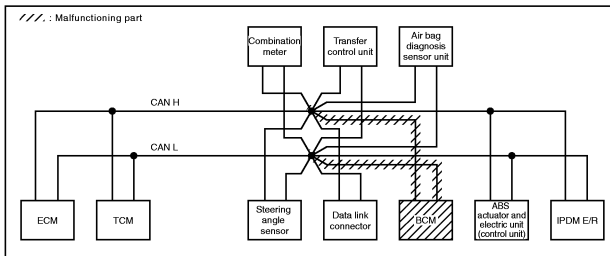 : Malfunctioning part
Combination
meter
Transfer
control unit
Air bag
diagnosis
sensor unit
CAN H
CAN L
ECM
TCM
Steering
angle
sensor
Data link
connector
BCM
ABS
actuator and
electric unit
(control unit)
IPDM E/R